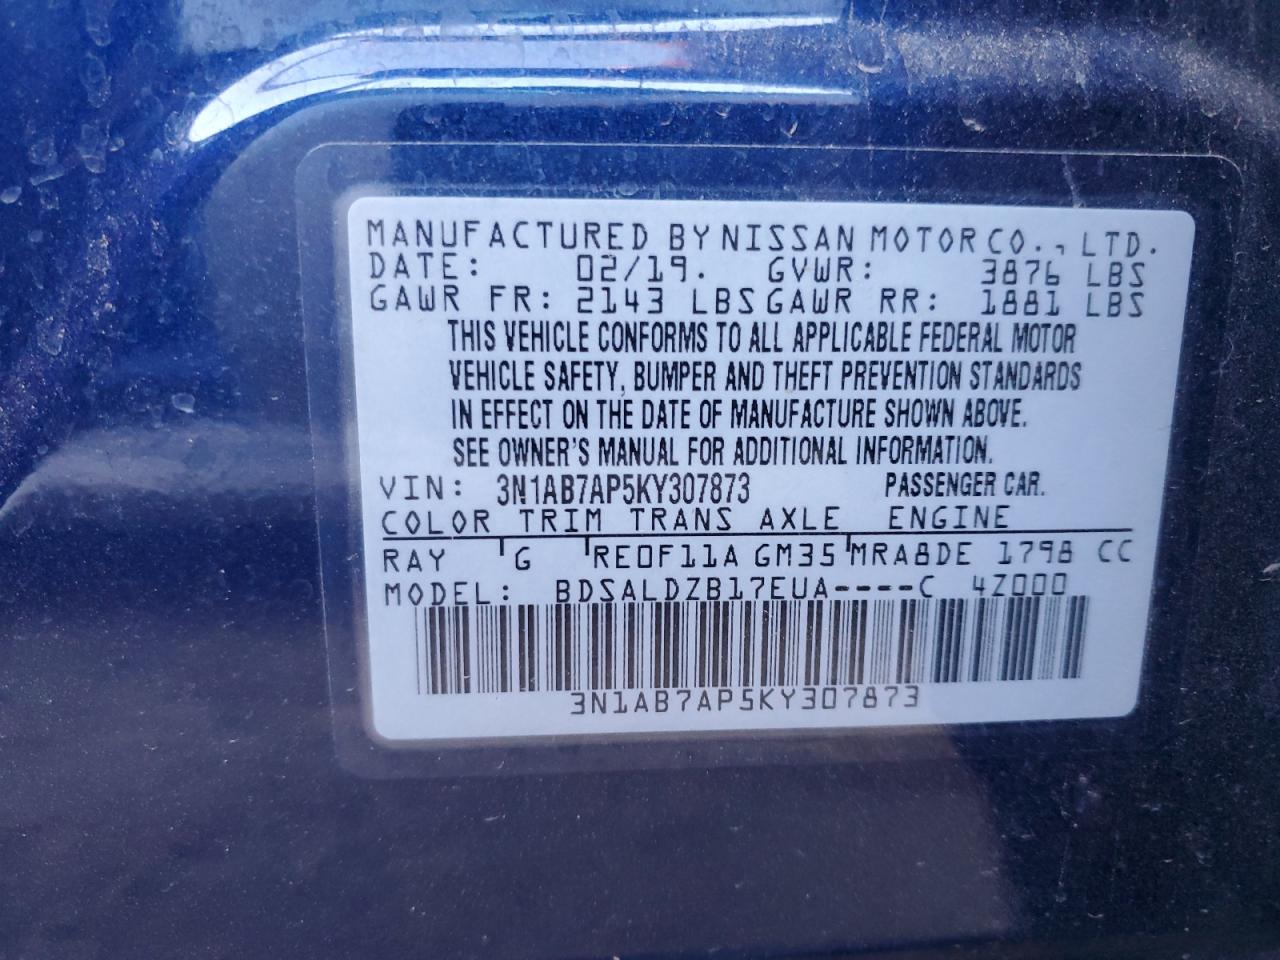 MANUFACTURED BY NISSAN MOTOR CO., LTD.
DATE: 02/19. GVWR: 3876 LBS
GAWR FR: 2143 LBS GAWR RR: 1881 LBS
THIS VEHICLE CONFORMS TO ALL APPLICABLE FEDERAL MOTOR
VEHICLE SAFETY, BUMPER AND THEFT PREVENTION STANDARDS
IN EFFECT ON THE DATE OF MANUFACTURE SHOWN ABOVE.
SEE OWNER'S MANUAL FOR ADDITIONAL INFORMATION.
VIN: 3N1AB7AP5KY307873 PASSENGER CAR.
COLOR TRIM TRANS AXLE ENGINE
RAY G RE0F11A GM35 MRA8DE 1798 CC
MODEL: BDSALDZB17EUA----C 4Z000
3N1AB7AP5KY307873